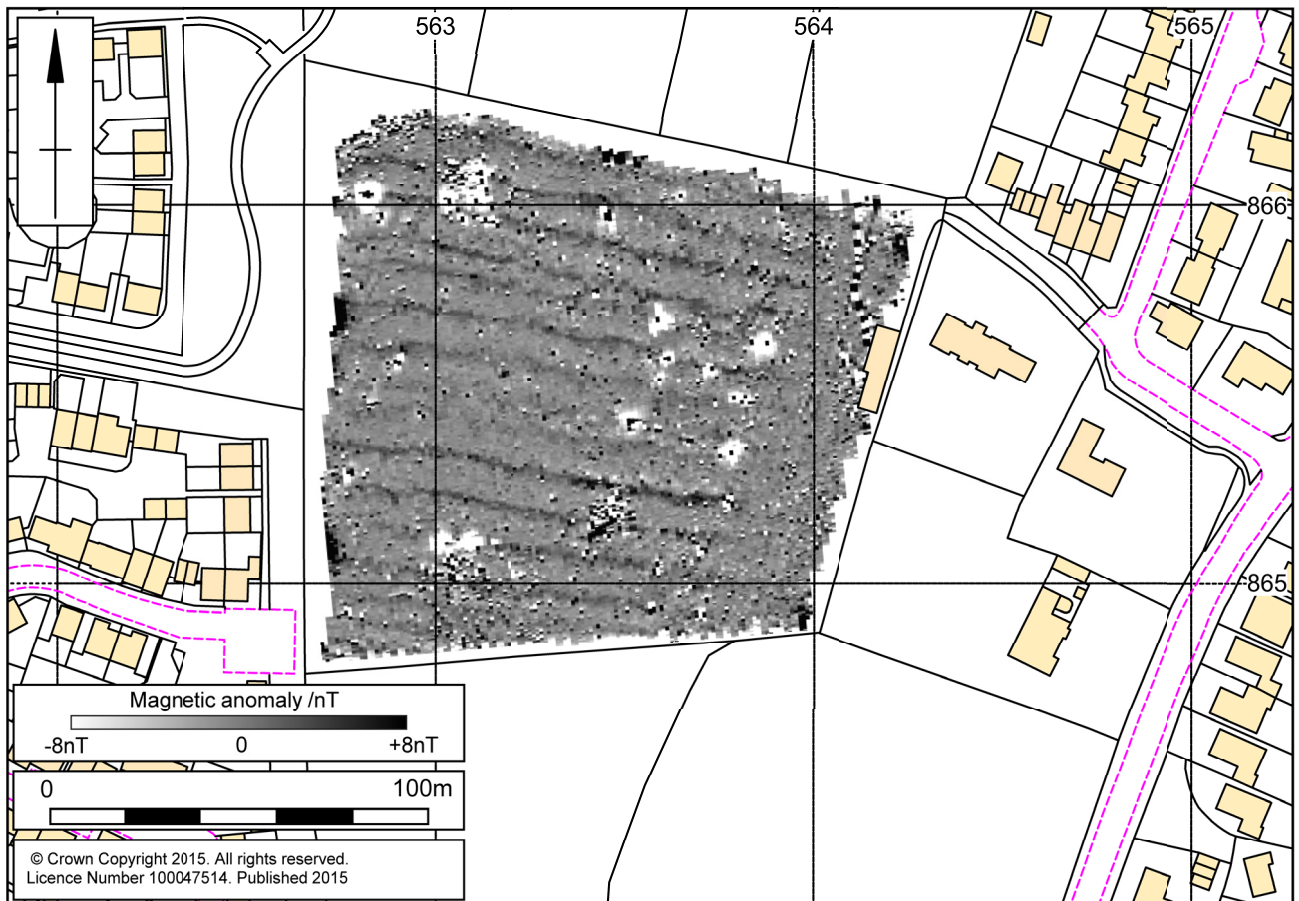 563
564
565
866
865
Magnetic anomaly /nT
-8nT 0 +8nT
0 100m
© Crown Copyright 2015. All rights reserved.
Licence Number 100047514. Published 2015